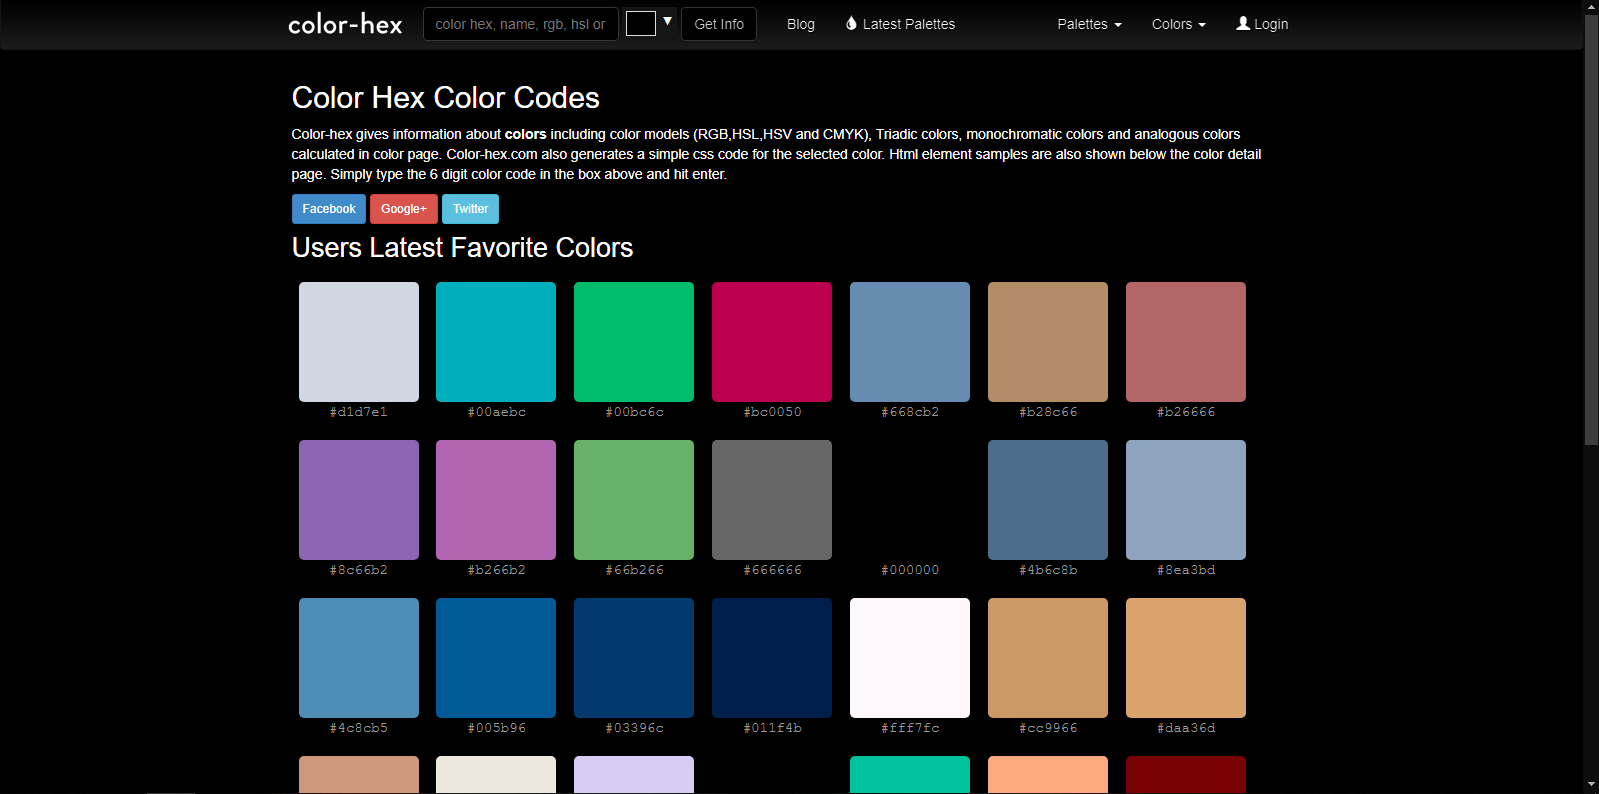 color-hex color hex, name, rgb, hsl or Get Info Blog Latest Palettes Palettes Colors Login
Color Hex Color Codes
Color-hex gives information about colors including color models (RGB,HSL,HSV and CMYK), Triadic colors, monochromatic colors and analogous colors
calculated in color page. Color-hex.com also generates a simple css code for the selected color. Html element samples are also shown below the color detail
page. Simply type the 6 digit color code in the box above and hit enter.
Facebook Google+ Twitter
Users Latest Favorite Colors
#d1d7e1 #00aebc #00bc6c #bc0050 #668cb2 #b28c66 #b26666
#8c66b2 #b266b2 #66b266 #666666 #000000 #4b6c8b #8ea3bd
#4c8cb5 #005b96 #03396c #011f4b #fff7fc #cc9966 #daa36d